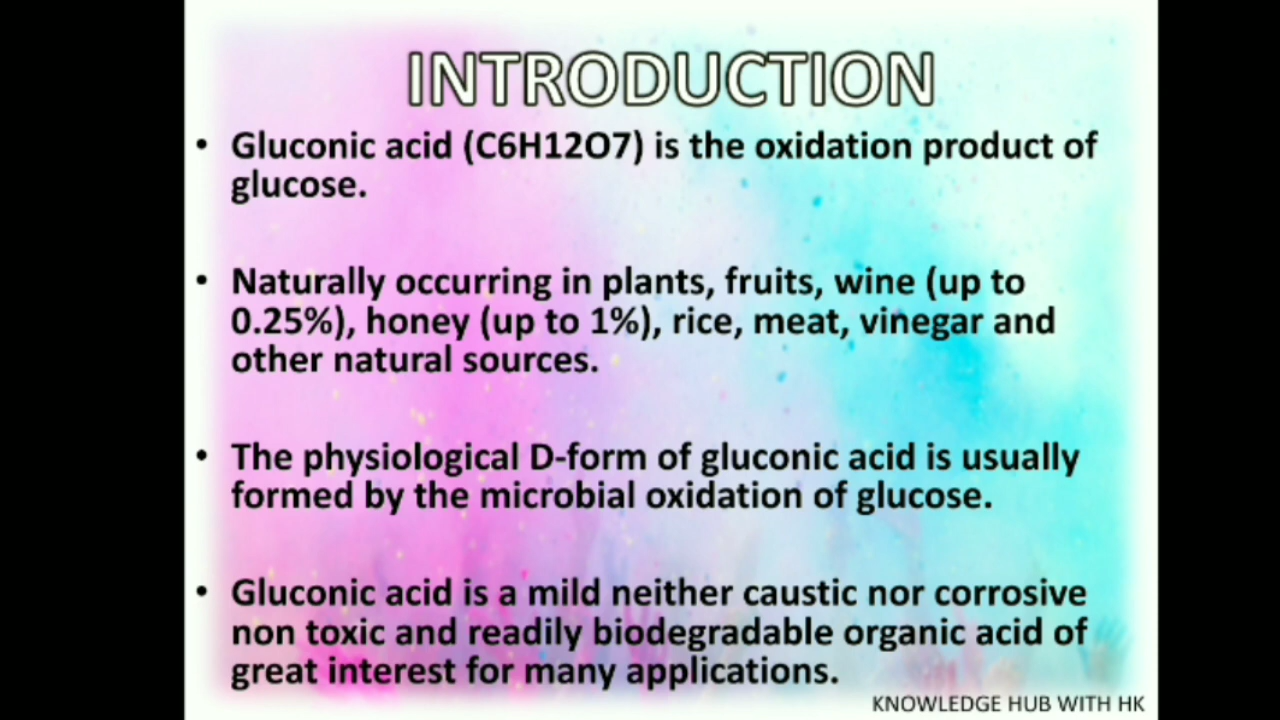 INTRODUCTION
• Gluconic acid (C6H12O7) is the oxidation product of
glucose.
• Naturally occurring in plants, fruits, wine (up to
0.25%), honey (up to 1%), rice, meat, vinegar and
other natural sources.
• The physiological D-form of gluconic acid is usually
formed by the microbial oxidation of glucose.
• Gluconic acid is a mild neither caustic nor corrosive
non toxic and readily biodegradable organic acid of
great interest for many applications.
KNOWLEDGE HUB WITH HK